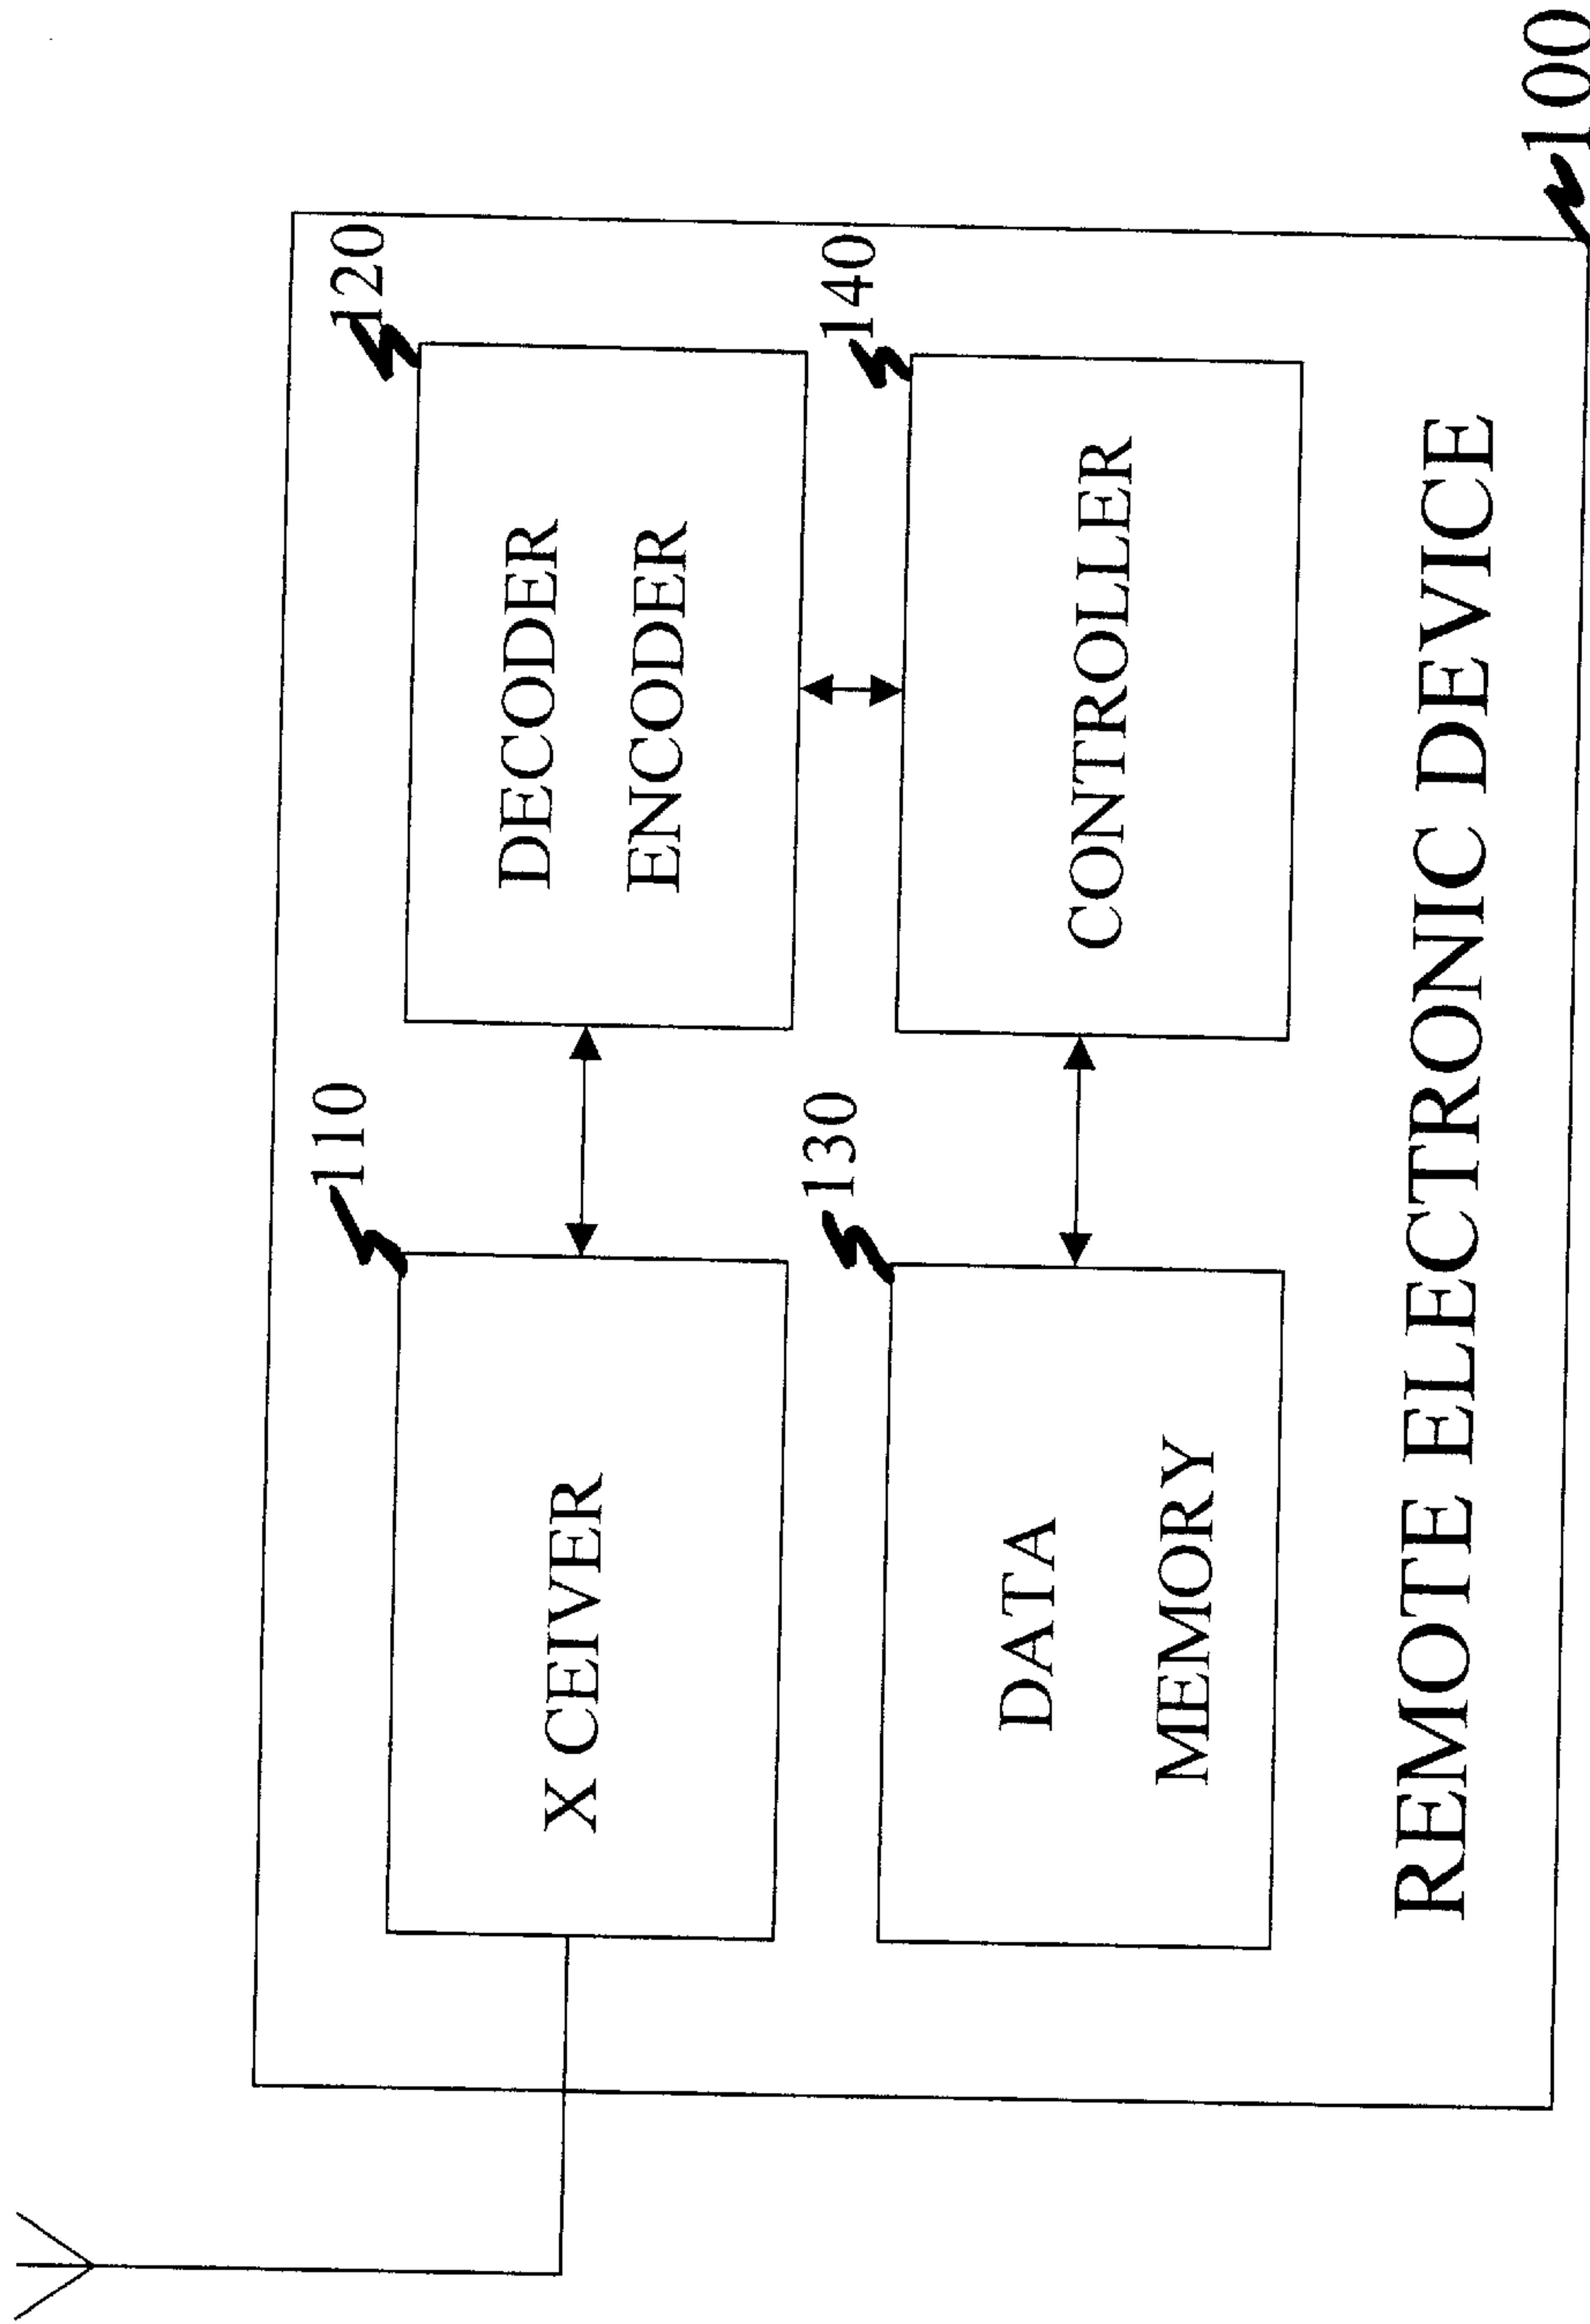 110
120
X CEIVER
DECODER
ENCODER
130
140
DATA
MEMORY
CONTROLLER
REMOTE ELECTRONIC DEVICE
100